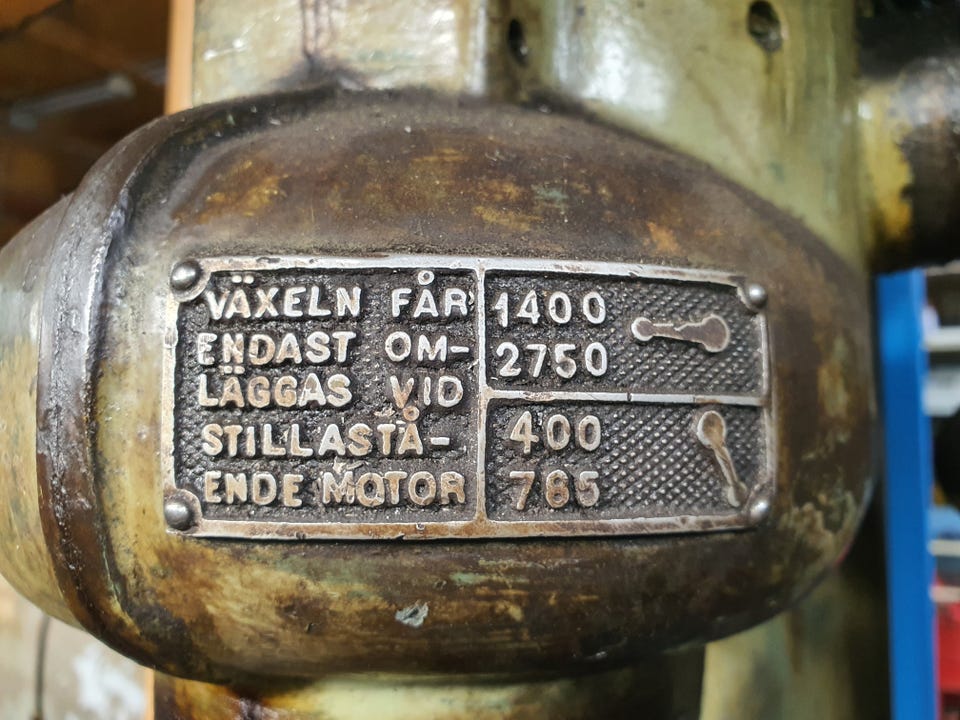 VÄXELN FÅR
ENDAST OM-
LÄGGAS VID
STILLASTÅ-
ENDE MOTOR
1400
2750
400
785